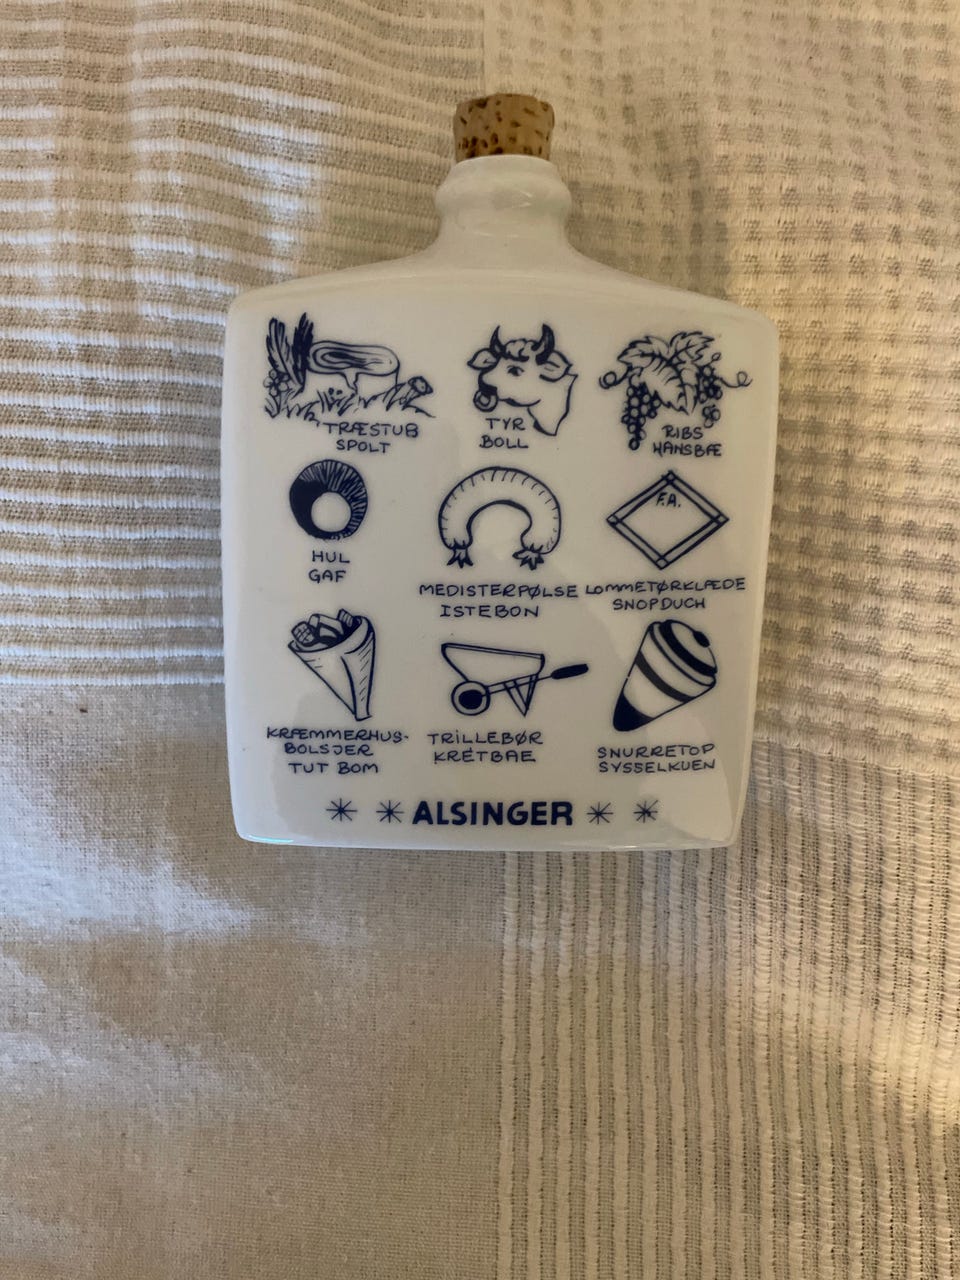 TRÆSTUB
SPOLT
TYR
BOLL
RIBS
HANSBÆ
HUL
GAF
MEDISTERPØLSE
ISTEBON
F.A.
LOMMETØRKLÆDE
SNOPDUCH
KRÆMMERHUS-
BOLSJER
TUT BOM
TRILLEBØR
KRETBAE
SNURRETOP
SYSSELKUEN
ALSINGER